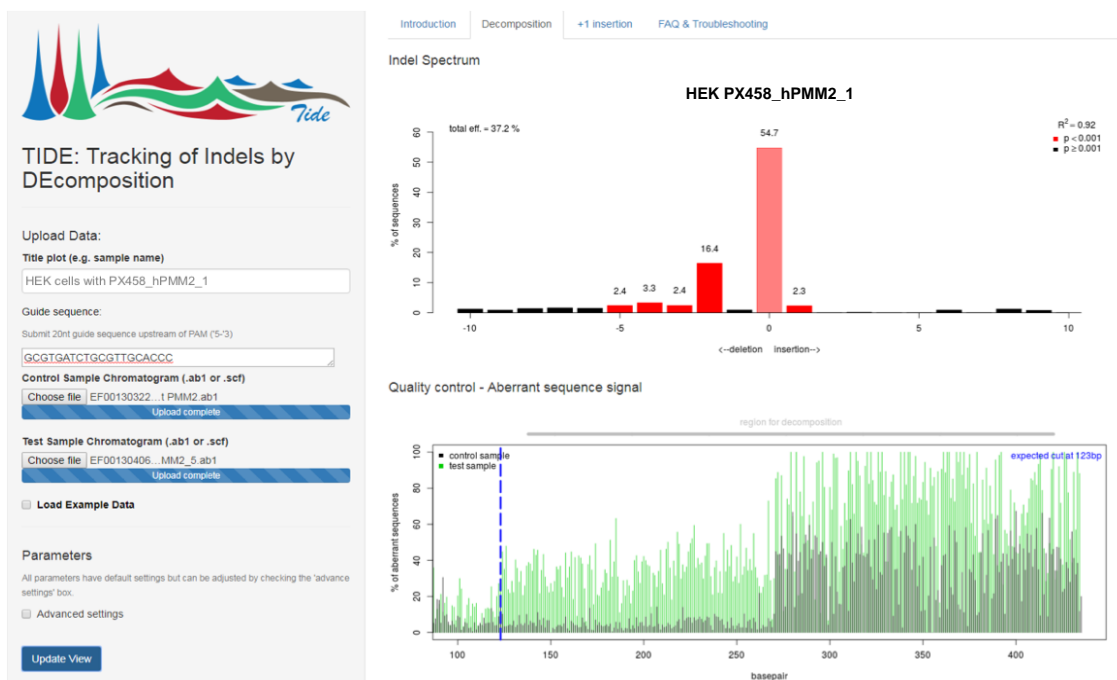 Tide
TIDE: Tracking of Indels by
DEcomposition
Upload Data:
Title plot (e.g. sample name)
HEK cells with PX458_hPMM2_1
Guide sequence:
Submit 20nt guide sequence upstream of PAM ('5-'3)
GCGTGATCTGCGTTGCACCC
Control Sample Chromatogram (.ab1 or .scf)
Choose file EF00130322...t PMM2.ab1
Upload complete
Test Sample Chromatogram (.ab1 or .scf)
Choose file EF00130406...MM2_5.ab1
Upload complete
Load Example Data
Parameters
All parameters have default settings but can be adjusted by checking the 'advance
settings' box.
Advanced settings
Update View
Introduction Decomposition +1 insertion FAQ & Troubleshooting
Indel Spectrum
HEK PX458_hPMM2_1
total eff. = 37.2 %
R² = 0.92
p < 0.001
p ≥ 0.001
% of sequences
0 10 20 30 40 50 60
2.4 3.3 2.4 16.4 54.7 2.3
-10 -5 0 5 10
<--deletion insertion-->
Quality control - Aberrant sequence signal
region for decomposition
control sample
test sample
expected cut at 123bp
% of aberrant sequences
0 20 40 60 80 100
100 150 200 250 300 350 400
basepair